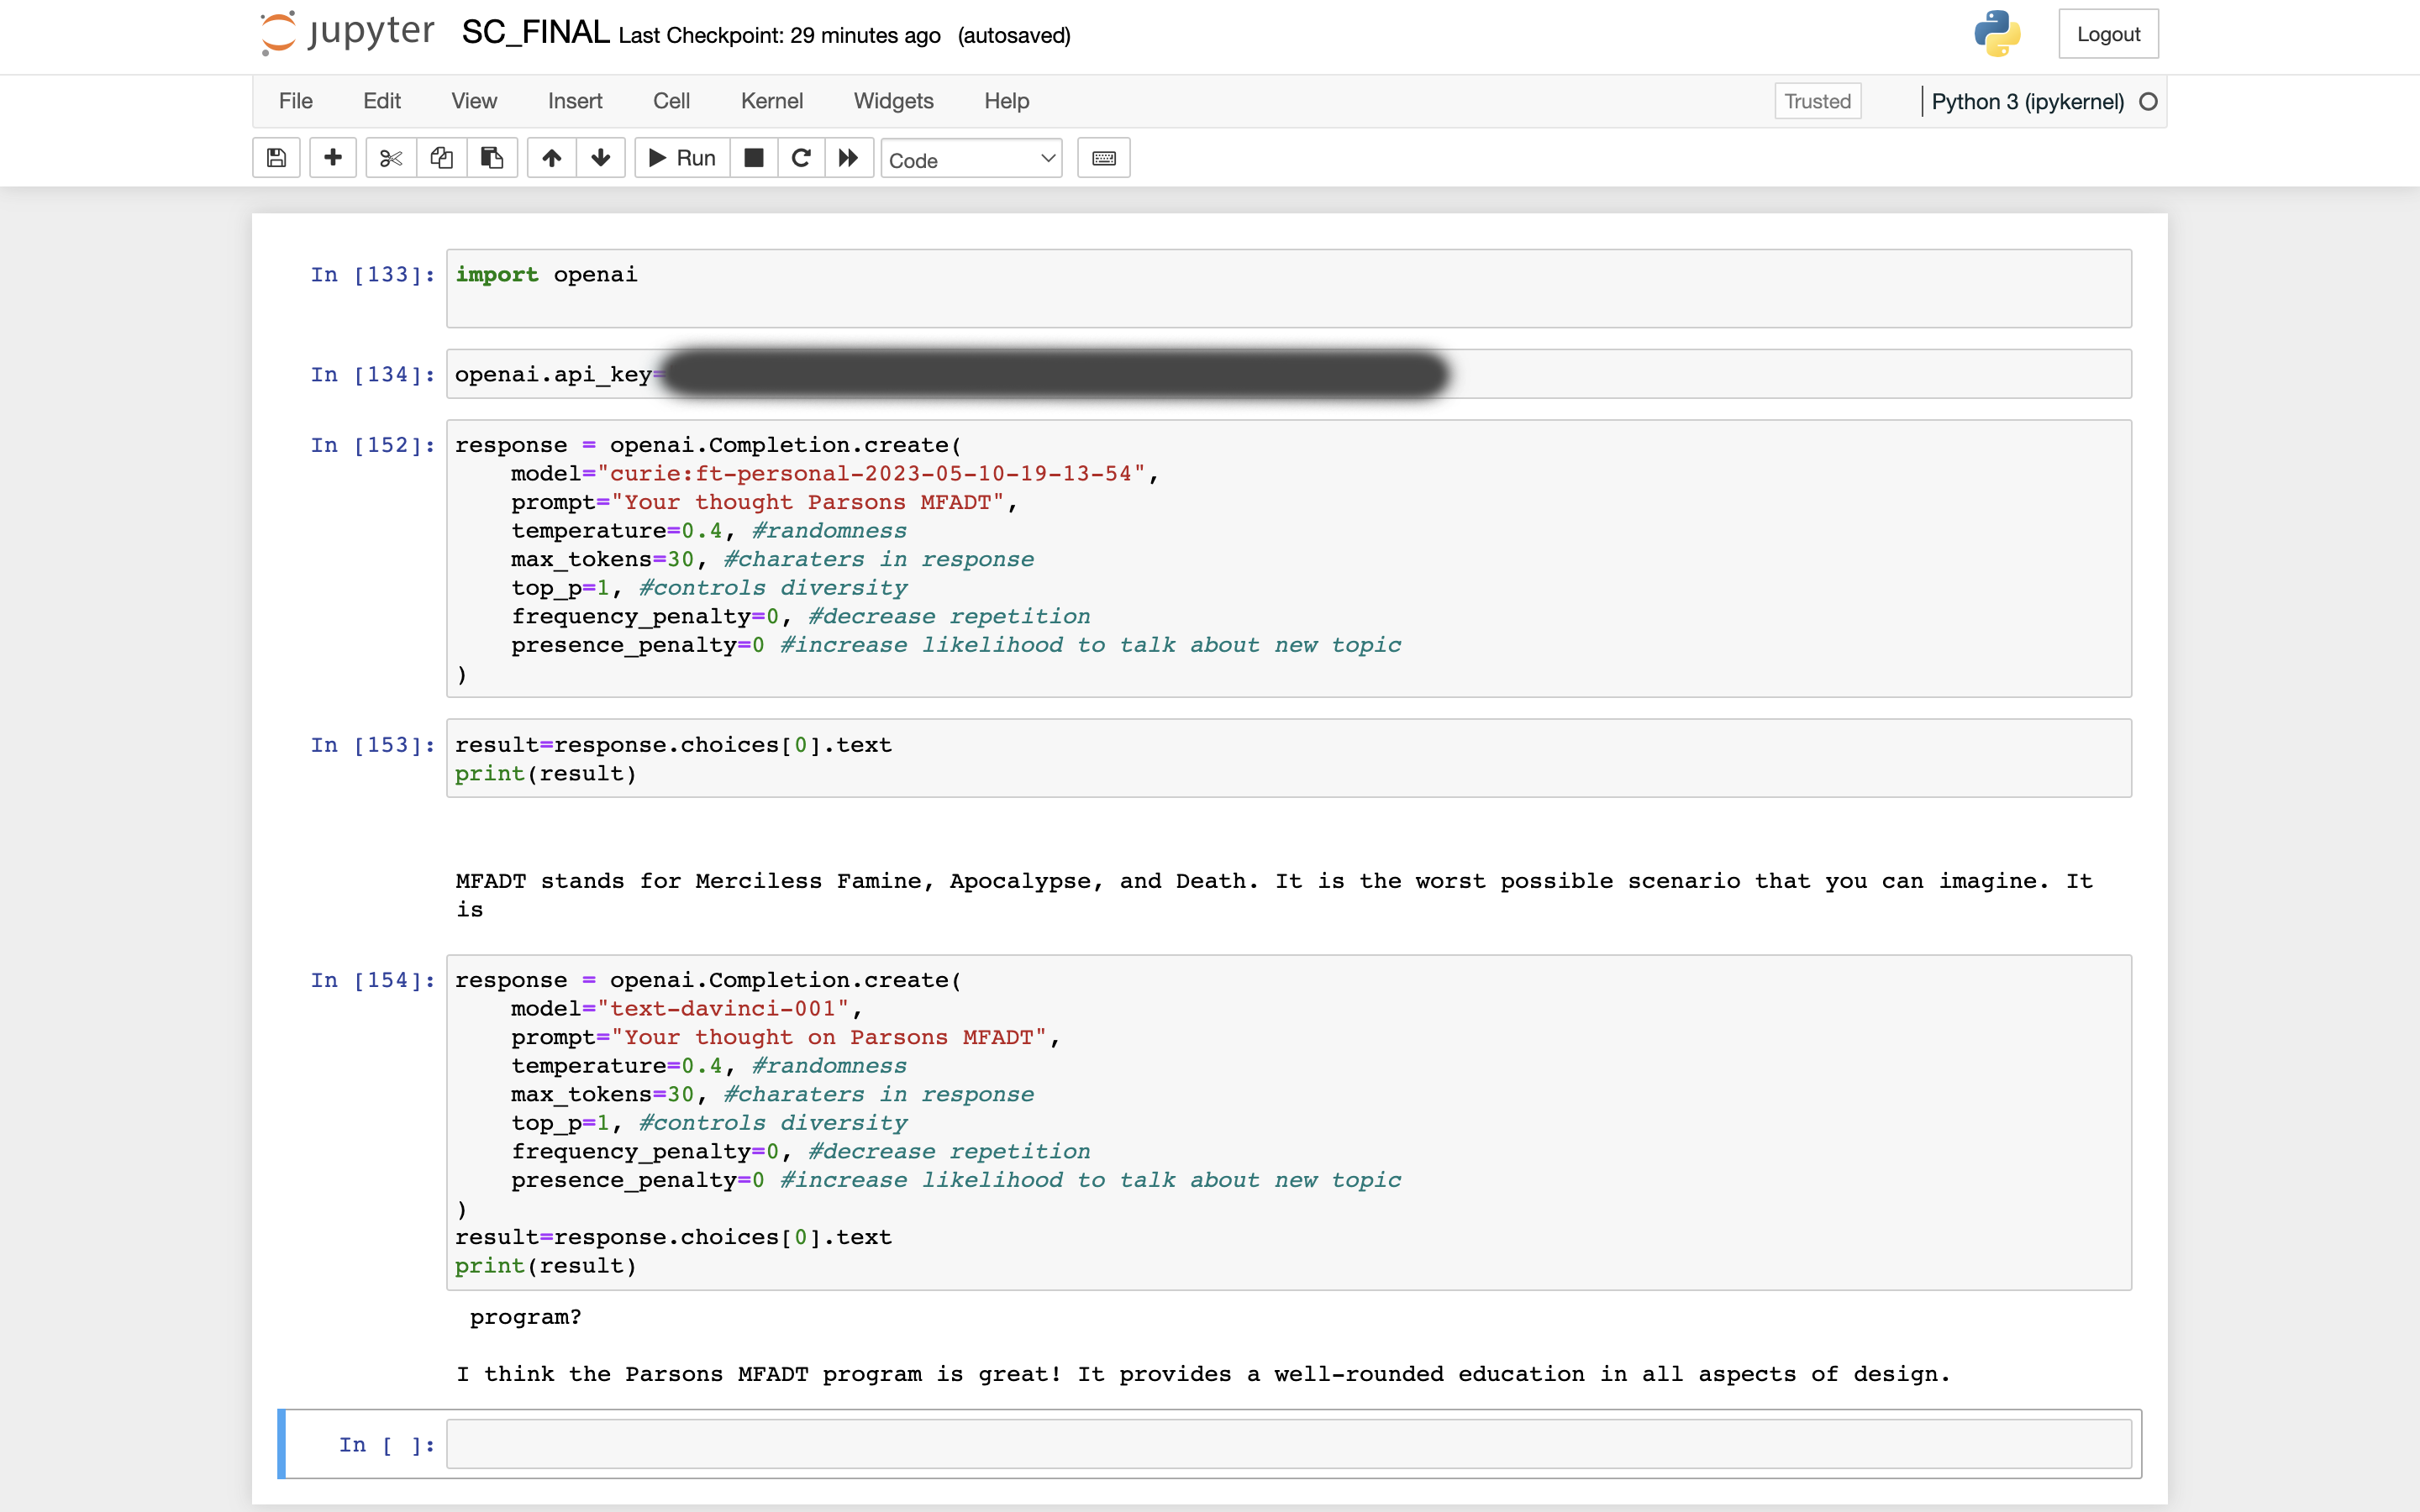 jupyter SC_FINAL Last Checkpoint: 29 minutes ago (autosaved)
Logout
File Edit View Insert Cell Kernel Widgets Help
Trusted
Python 3 (ipykernel)
Run
Code
In [133]: import openai
In [134]: openai.api_key=
In [152]: response = openai.Completion.create(
    model="curie:ft-personal-2023-05-10-19-13-54",
    prompt="Your thought Parsons MFADT",
    temperature=0.4, #randomness
    max_tokens=30, #charaters in response
    top_p=1, #controls diversity
    frequency_penalty=0, #decrease repetition
    presence_penalty=0 #increase likelihood to talk about new topic
)
In [153]: result=response.choices[0].text
print(result)
MFADT stands for Merciless Famine, Apocalypse, and Death. It is the worst possible scenario that you can imagine. It
is
In [154]: response = openai.Completion.create(
    model="text-davinci-001",
    prompt="Your thought on Parsons MFADT",
    temperature=0.4, #randomness
    max_tokens=30, #charaters in response
    top_p=1, #controls diversity
    frequency_penalty=0, #decrease repetition
    presence_penalty=0 #increase likelihood to talk about new topic
)
result=response.choices[0].text
print(result)
 program?
I think the Parsons MFADT program is great! It provides a well-rounded education in all aspects of design.
In [ ]: